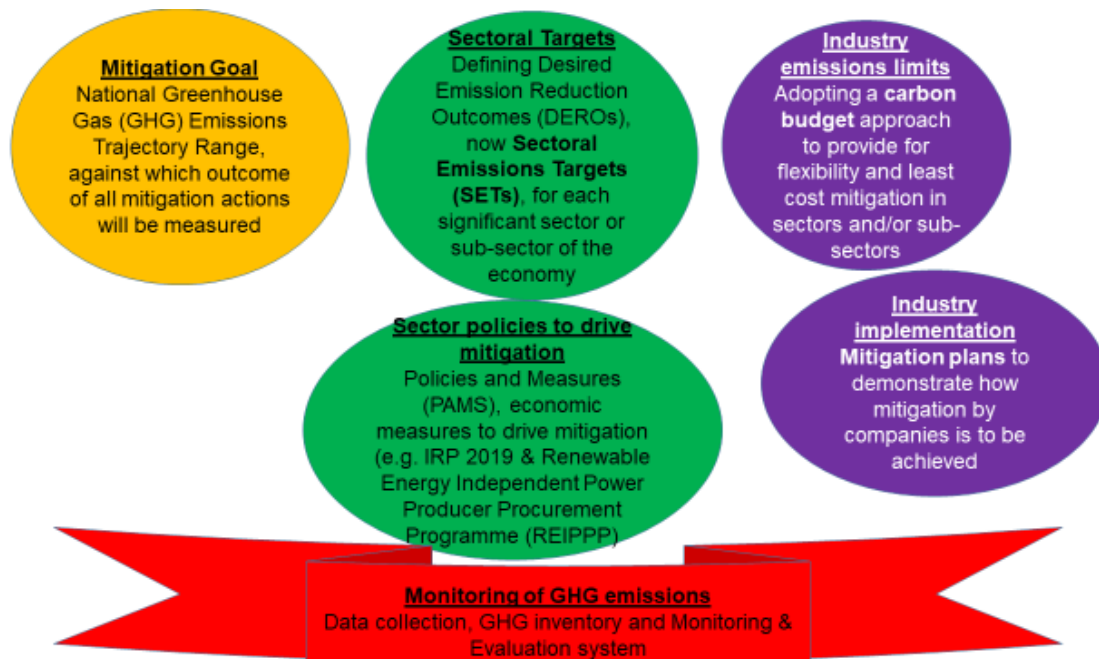 Mitigation Goal
National Greenhouse
Gas (GHG) Emissions
Trajectory Range,
against which outcome
of all mitigation actions
will be measured
Sectoral Targets
Defining Desired
Emission Reduction
Outcomes (DEROs),
now Sectoral
Emissions Targets
(SETs), for each
significant sector or
sub-sector of the
economy
Industry
emissions limits
Adopting a carbon
budget approach
to provide for
flexibility and least
cost mitigation in
sectors and/or sub-
sectors
Sector policies to drive
mitigation
Policies and Measures
(PAMS), economic
measures to drive mitigation
(e.g. IRP 2019 & Renewable
Energy Independent Power
Producer Procurement
Programme (REIPPP)
Industry
implementation
Mitigation plans to
demonstrate how
mitigation by
companies is to be
achieved
Monitoring of GHG emissions
Data collection, GHG inventory and Monitoring &
Evaluation system